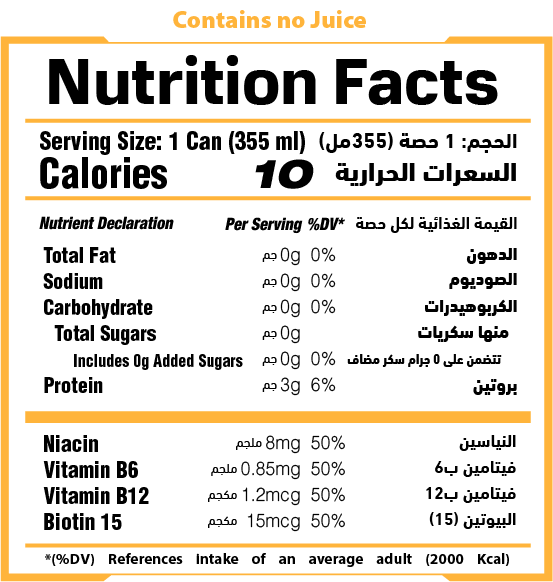 Contains no Juice
Nutrition Facts
Serving Size: 1 Can (355 ml) الحجم: 1 حصة (355مل)
Calories 10 السعرات الحرارية
Nutrient Declaration Per Serving %DV* القيمة الغذائية لكل حصة
Total Fat جم 0g 0% الدهون
Sodium جم 0g 0% الصوديوم
Carbohydrate جم 0g 0% الكربوهيدرات
Total Sugars جم 0g منها سكريات
Includes 0g Added Sugars جم 0g 0% تتضمن على 0 جرام سكر مضاف
Protein جم 3g 6% بروتين
Niacin ملجم 8mg 50% النياسين
Vitamin B6 ملجم 0.85mg 50% فيتامين ب6
Vitamin B12 مكجم 1.2mcg 50% فيتامين ب12
Biotin 15 مكجم 15mcg 50% البيوتين (15)
*(%DV) References intake of an average adult (2000 Kcal)